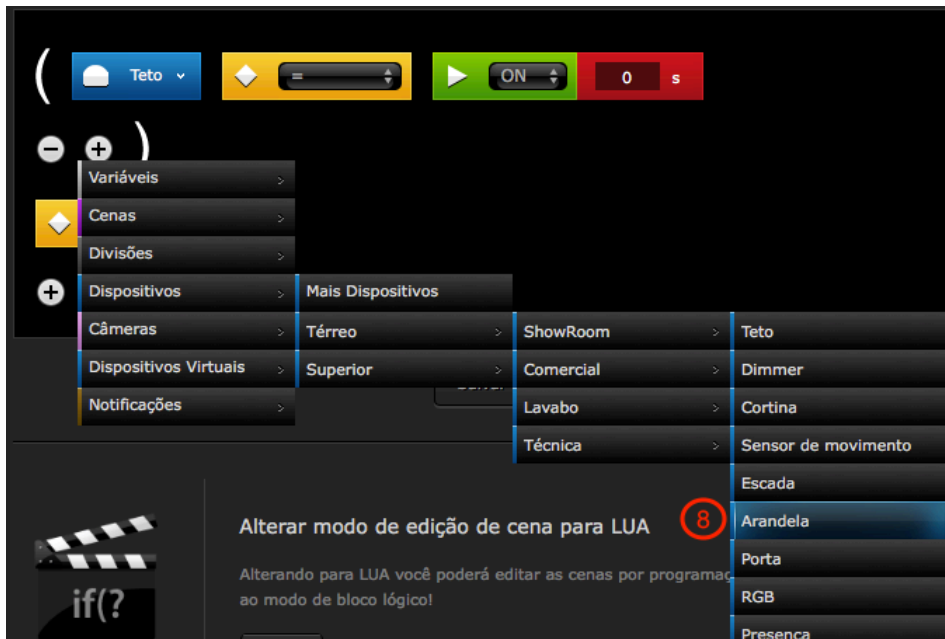 ( Teto = ON 0 s
)
Variáveis >
Cenas >
Divisões >
Dispositivos > Mais Dispositivos
Câmeras > Térreo > ShowRoom > Teto
Dispositivos Virtuais > Superior > Comercial > Dimmer
Notificações > Lavabo > Cortina
Técnica > Sensor de movimento
Escada
8 Arandela
Porta
RGB
Presença
Alterar modo de edição de cena para LUA
Alterando para LUA você poderá editar as cenas por programaç
ao modo de bloco lógico!
if(?